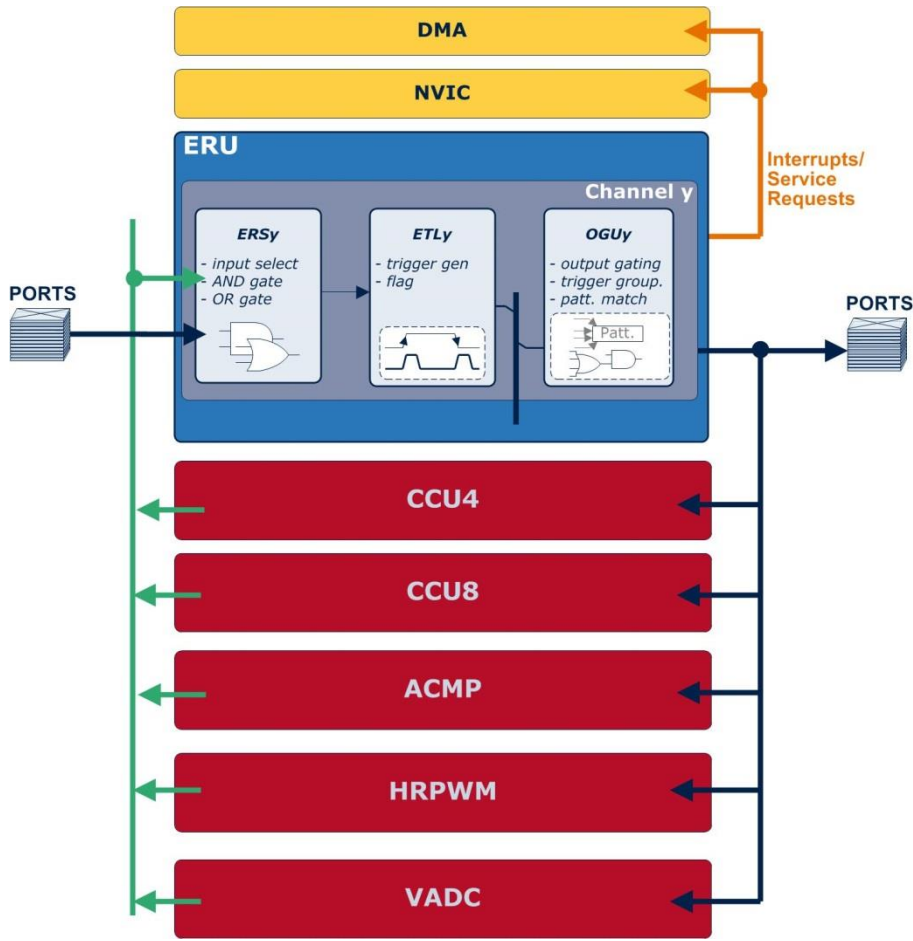 DMA
NVIC
ERU
Interrupts/
Service
Requests
Channel y
ERSy
- input select
- AND gate
- OR gate
ETLy
- trigger gen
- flag
OGUy
- output gating
- trigger group.
- patt. match
Patt.
PORTS
PORTS
CCU4
CCU8
ACMP
HRPWM
VADC